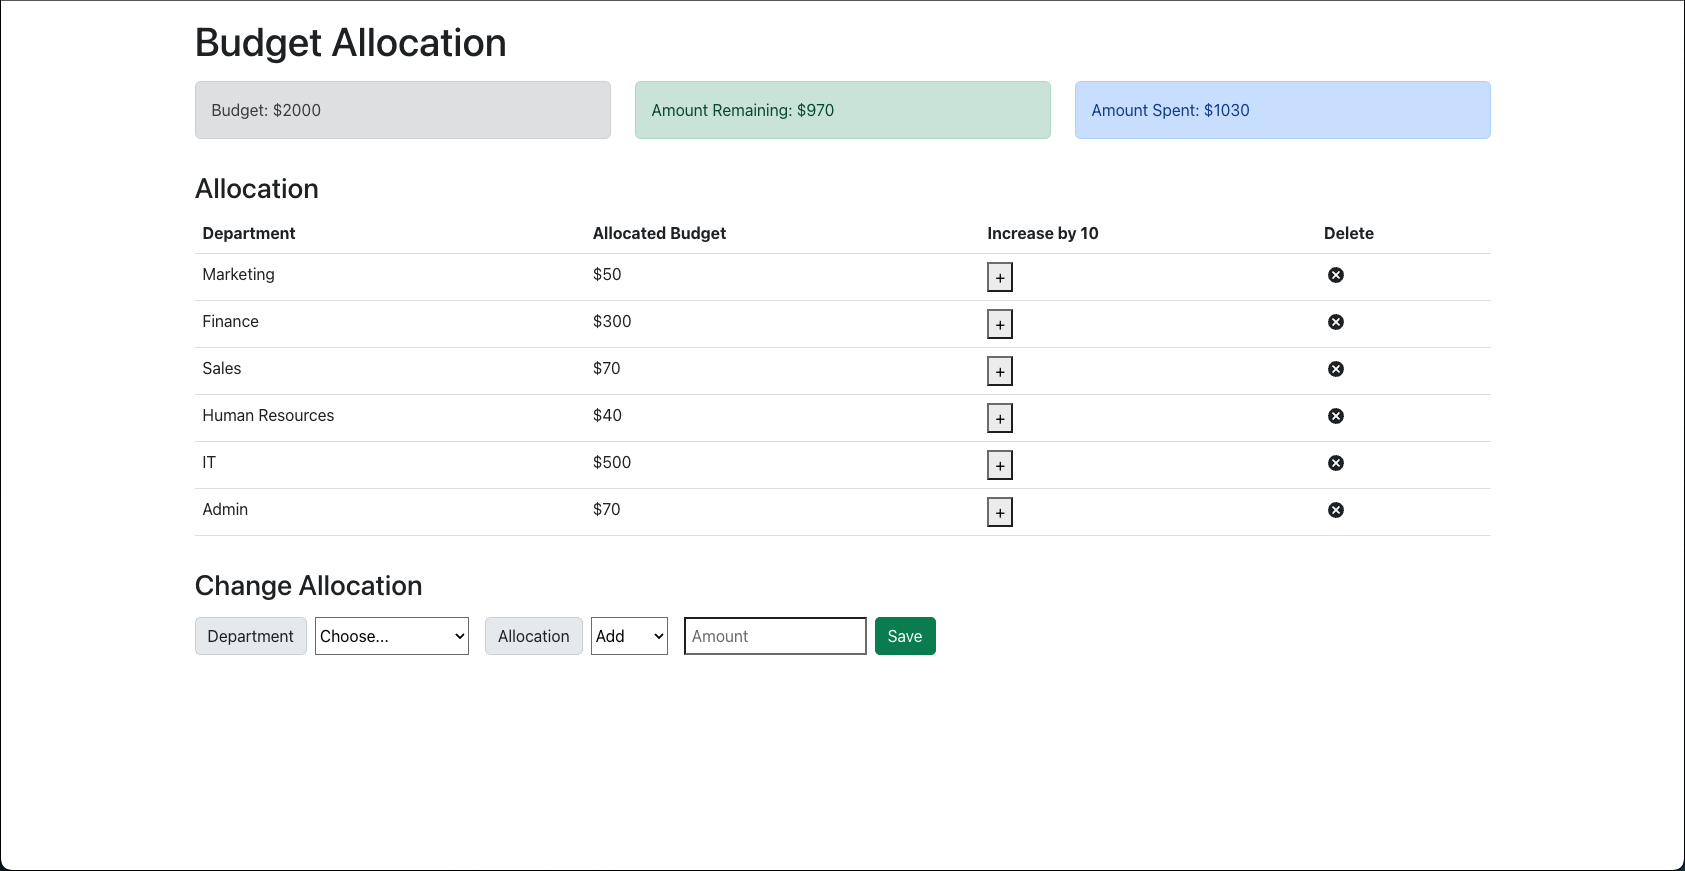 Budget Allocation
Budget: $2000 Amount Remaining: $970 Amount Spent: $1030
Allocation
Department Allocated Budget Increase by 10 Delete
Marketing $50 +
Finance $300 +
Sales $70 +
Human Resources $40 +
IT $500 +
Admin $70 +
Change Allocation
Department Choose... Allocation Add Amount Save